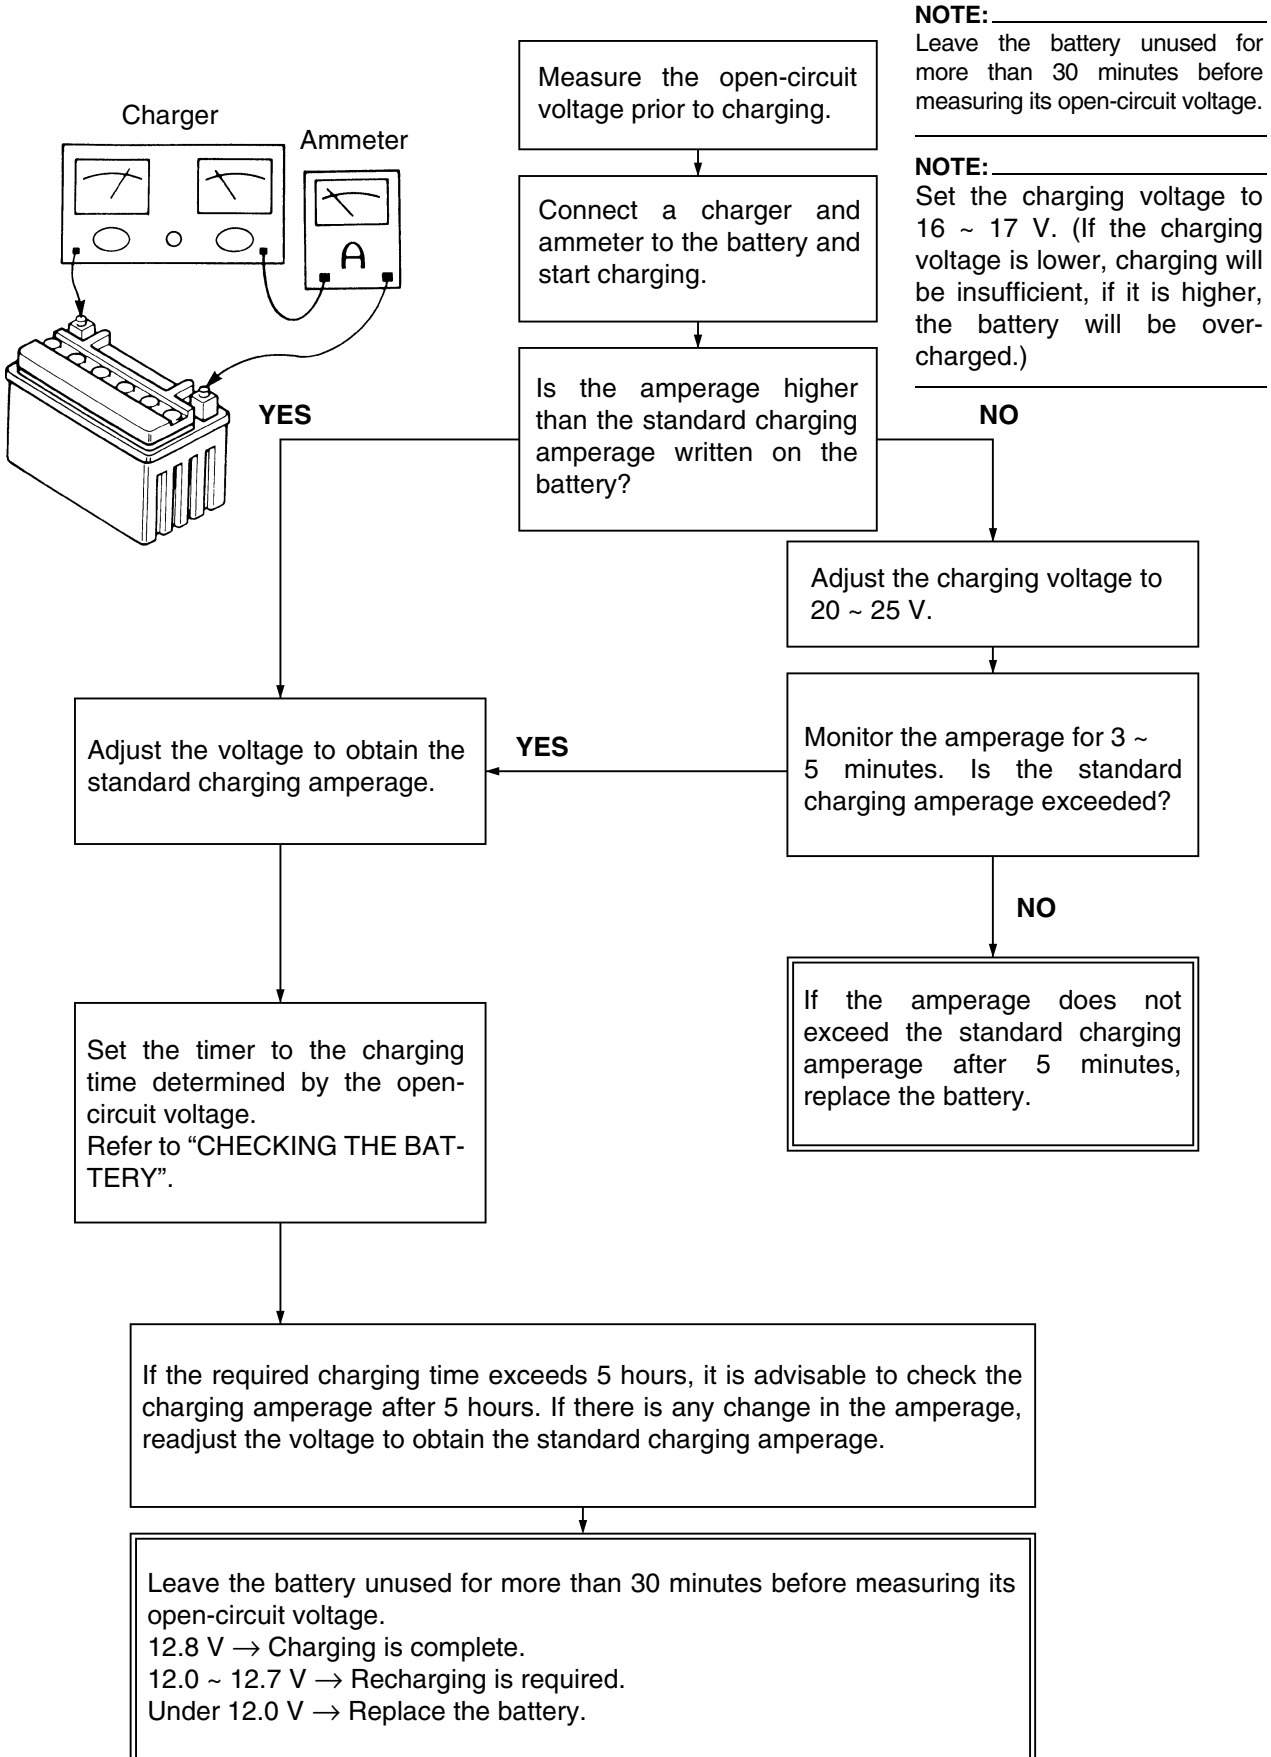 NOTE:
Leave the battery unused for
more than 30 minutes before
measuring its open-circuit voltage.
Measure the open-circuit
voltage prior to charging.
Charger
Ammeter
A
NOTE:
Set the charging voltage to
16 ~ 17 V. (If the charging
voltage is lower, charging will
be insufficient, if it is higher,
the battery will be over-
charged.)
Connect a charger and
ammeter to the battery and
start charging.
Is the amperage higher
than the standard charging
amperage written on the
battery?
YES
NO
Adjust the charging voltage to
20 ~ 25 V.
Monitor the amperage for 3 ~
5 minutes. Is the standard
charging amperage exceeded?
YES
Adjust the voltage to obtain the
standard charging amperage.
NO
If the amperage does not
exceed the standard charging
amperage after 5 minutes,
replace the battery.
Set the timer to the charging
time determined by the open-
circuit voltage.
Refer to “CHECKING THE BAT-
TERY”.
If the required charging time exceeds 5 hours, it is advisable to check the
charging amperage after 5 hours. If there is any change in the amperage,
readjust the voltage to obtain the standard charging amperage.
Leave the battery unused for more than 30 minutes before measuring its
open-circuit voltage.
12.8 V → Charging is complete.
12.0 ~ 12.7 V → Recharging is required.
Under 12.0 V → Replace the battery.